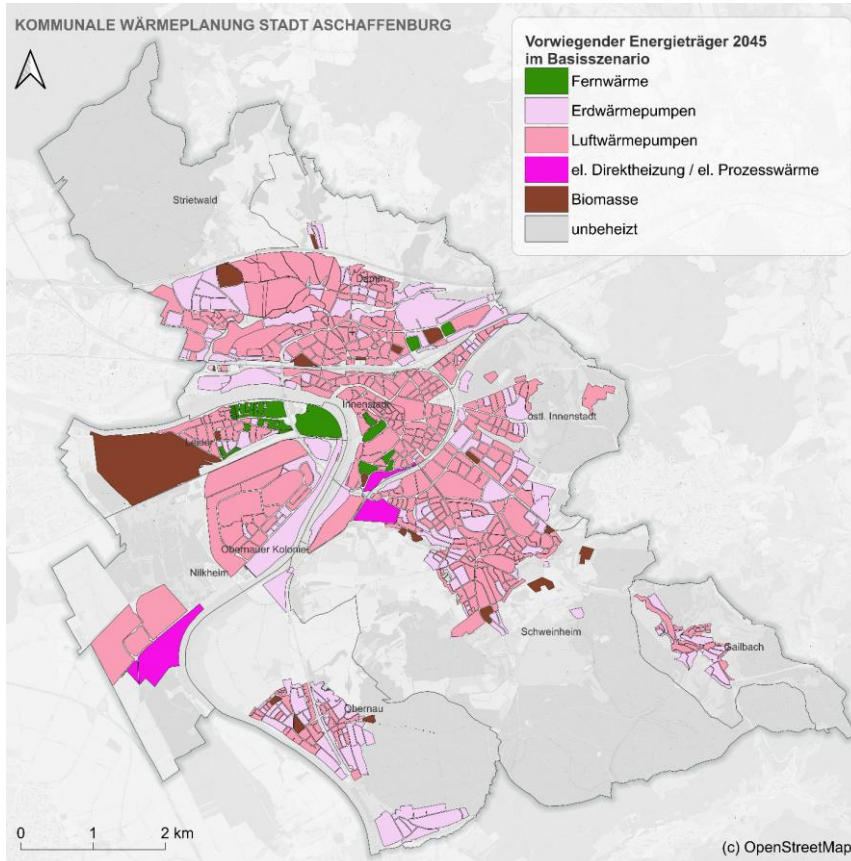 KOMMUNALE WÄRMEPLANUNG STADT ASCHAFFENBURG
Vorwiegender Energieträger 2045
im Basisszenario
Fernwärme
Erdwärmepumpen
Luftwärmepumpen
el. Direktheizung / el. Prozesswärme
Biomasse
unbeheizt
Strietwald
Damm
Innenstadt
östl. Innenstadt
Leider
Obernauer Kolonie
Nilkheim
Schweinheim
Gailbach
Obernau
0 1 2 km
(c) OpenStreetMap